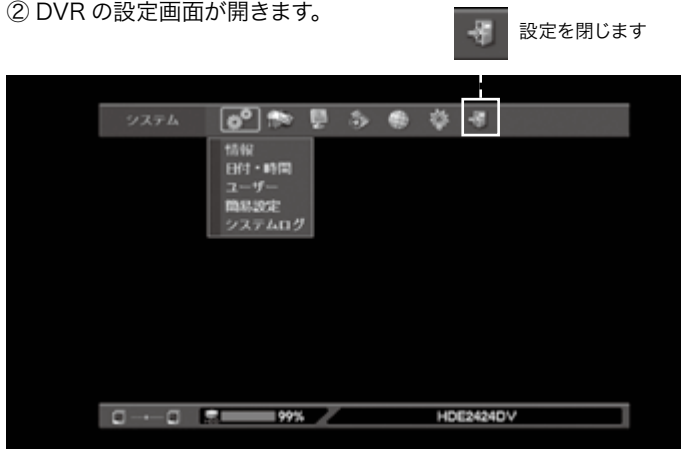 ② DVR の設定画面が開きます。
設定を閉じます
システム
情報
日付・時間
ユーザー
簡易設定
システムログ
99%
HDE2424DV